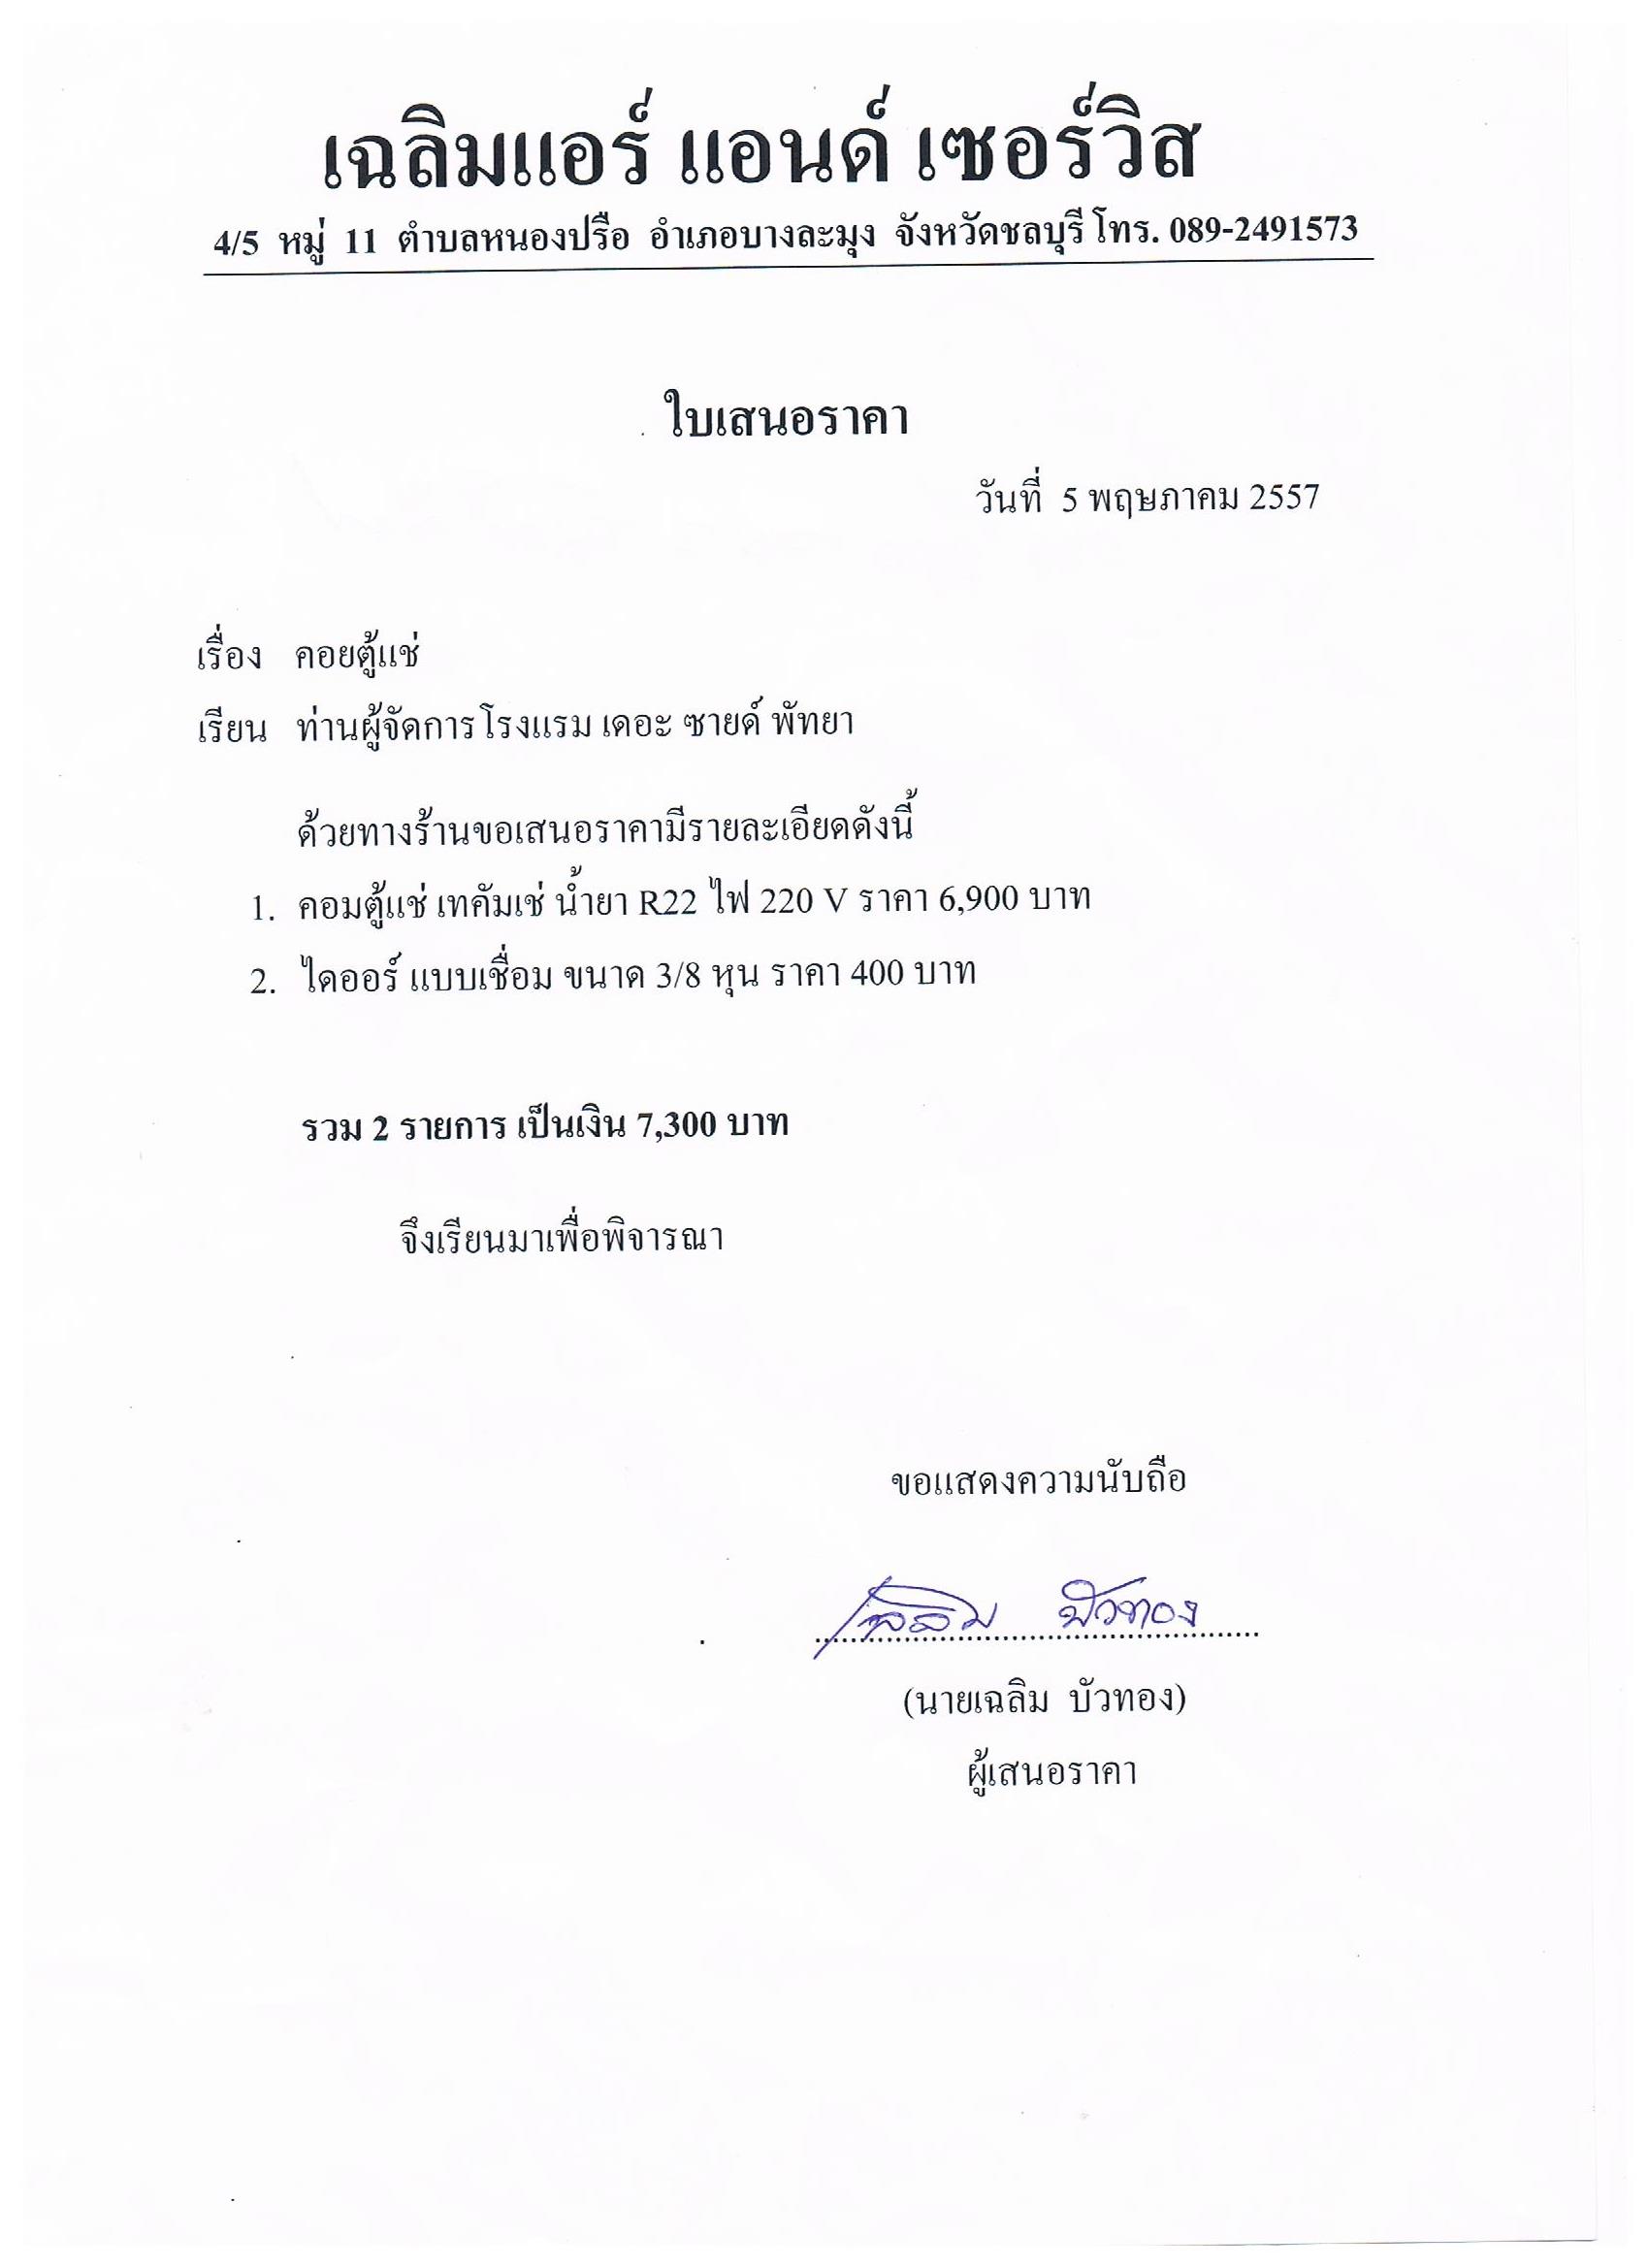 เฉลิมแอร์ แอนด์ เซอร์วิส
4/5 หมู่ 11 ตำบลหนองปรือ อำเภอบางละมุง จังหวัดชลบุรี โทร. 089-2491573
ใบเสนอราคา
วันที่ 5 พฤษภาคม 2557
เรื่อง คอยตู้แช่
เรียน ท่านผู้จัดการโรงแรม เดอะ ซายด์ พัทยา
ด้วยทางร้านขอเสนอราคามีรายละเอียดดังนี้
1. คอมตู้แช่ เทคัมเช่ น้ำยา R22 ไฟ 220 V ราคา 6,900 บาท
2. ไดออร์ แบบเชื่อม ขนาด 3/8 หุน ราคา 400 บาท
รวม 2 รายการ เป็นเงิน 7,300 บาท
จึงเรียนมาเพื่อพิจารณา
ขอแสดงความนับถือ
เฉลิม บัวทอง
(นายเฉลิม บัวทอง)
ผู้เสนอราคา